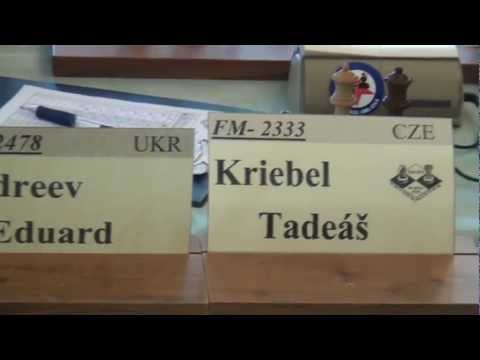 2478 UKR
dreev
Eduard
FM- 2333 CZE
Kriebel
Tadeáš